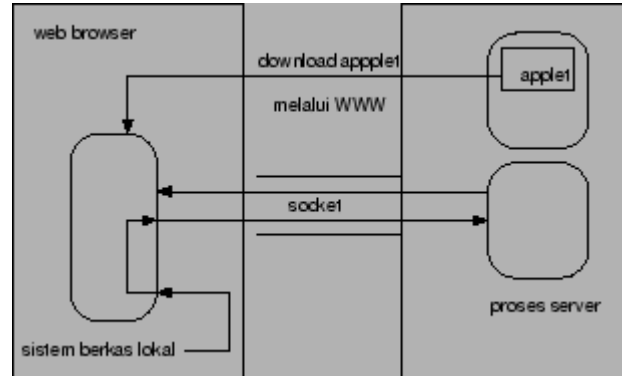 web browser
download appplet
applet
melalui WWW
socket
proses server
sistem berkas lokal